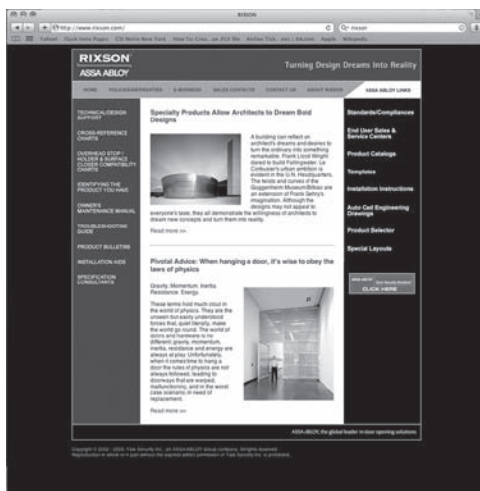 RIXSON
http://www.rixson.com/
rixson
Yahoo!
Apple
RIXSON
ASSA ABLOY
Turning Design Dreams Into Reality
HOME
POLICIES/WARRANTIES
E-BUSINESS
SALES CONTACTS
CONTACT US
ABOUT RIXSON
ASSA ABLOY LINKS
TECHNICAL/DESIGN
SUPPORT
CROSS-REFERENCE
CHARTS
OVERHEAD STOP /
HOLDER & SURFACE
CLOSER COMPATIBILITY
CHARTS
IDENTIFYING THE
PRODUCT YOU HAVE
OWNER'S
MAINTENANCE MANUAL
TROUBLE-SHOOTING
GUIDE
PRODUCT BULLETINS
INSTALLATION AIDS
SPECIFICATION
CONSULTANTS
Specialty Products Allow Architects to Dream Bold
Designs
A building can reflect an
architect's dreams and desires to
turn the ordinary into something
remarkable. Frank Lloyd Wright
dared to build Fallingwater. Le
Corbusier's urban ambition is
evident in the U.N. Headquarters.
The twists and curves of the
Guggenheim Museum/Bilbao are
an extension of Frank Gehry's
imagination. Although the
designs may not appeal to
everyone's taste, they all demonstrate the willingness of architects to
dream new concepts and turn them into reality.
Read more >>
Pivotal Advice: When hanging a door, it's wise to obey the
laws of physics
Gravity. Momentum. Inertia.
Resistance. Energy.
These terms hold much clout in
the world of physics. They are the
unseen but easily understood
forces that, quiet literally, make
the world go round. The world of
doors and hardware is no
different: gravity, momentum,
inertia, resistance and energy are
always at play. Unfortunately,
when it comes time to hang a
door the rules of physics are not
always followed, leading to
doorways that are warped,
malfunctioning, and in the worst
case scenario, in need of
replacement.
Read more >>
Standards/Compliances
End User Sales &
Service Centers
Product Catalogs
Templates
Installation Instructions
Auto Cad Engineering
Drawings
Product Selector
Special Layouts
CLICK HERE
ASSA ABLOY, the global leader in door opening solutions